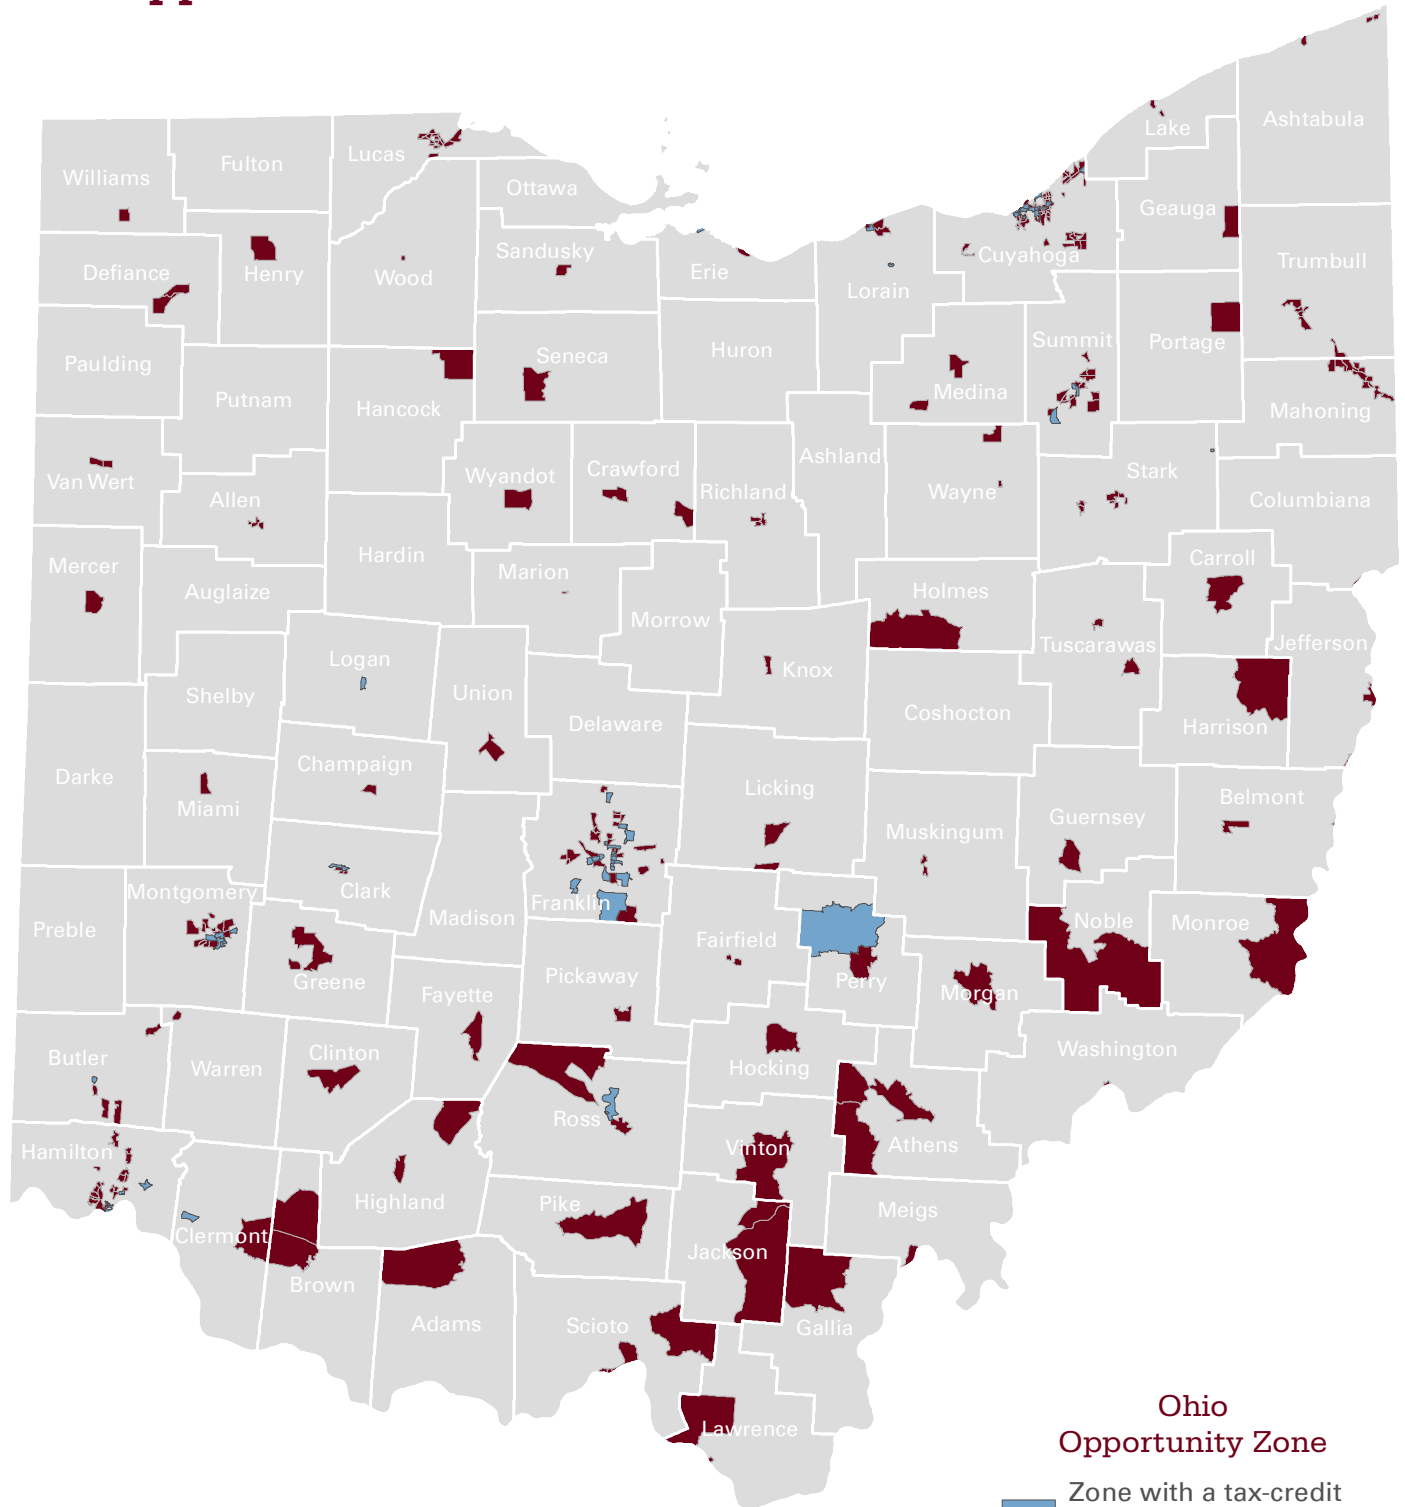 Lake
Ashtabula
Lucas
Fulton
Williams
Ottawa
Geauga
Sandusky
Cuyahoga
Trumbull
Defiance
Henry
Wood
Erie
Lorain
Summit
Portage
Paulding
Seneca
Huron
Medina
Putnam
Hancock
Mahoning
Ashland
Van Wert
Wyandot
Crawford
Stark
Allen
Richland
Wayne
Columbiana
Mercer
Hardin
Marion
Carroll
Auglaize
Holmes
Morrow
Tuscarawas
Jefferson
Logan
Knox
Shelby
Union
Coshocton
Delaware
Harrison
Darke
Champaign
Miami
Licking
Belmont
Guernsey
Muskingum
Montgomery
Clark
Franklin
Madison
Noble
Monroe
Preble
Fairfield
Greene
Pickaway
Perry
Morgan
Fayette
Butler
Clinton
Warren
Hocking
Washington
Ross
Hamilton
Vinton
Athens
Highland
Pike
Meigs
Clermont
Jackson
Brown
Adams
Scioto
Gallia
Lawrence
Ohio
Opportunity Zone
Zone with a tax-credit